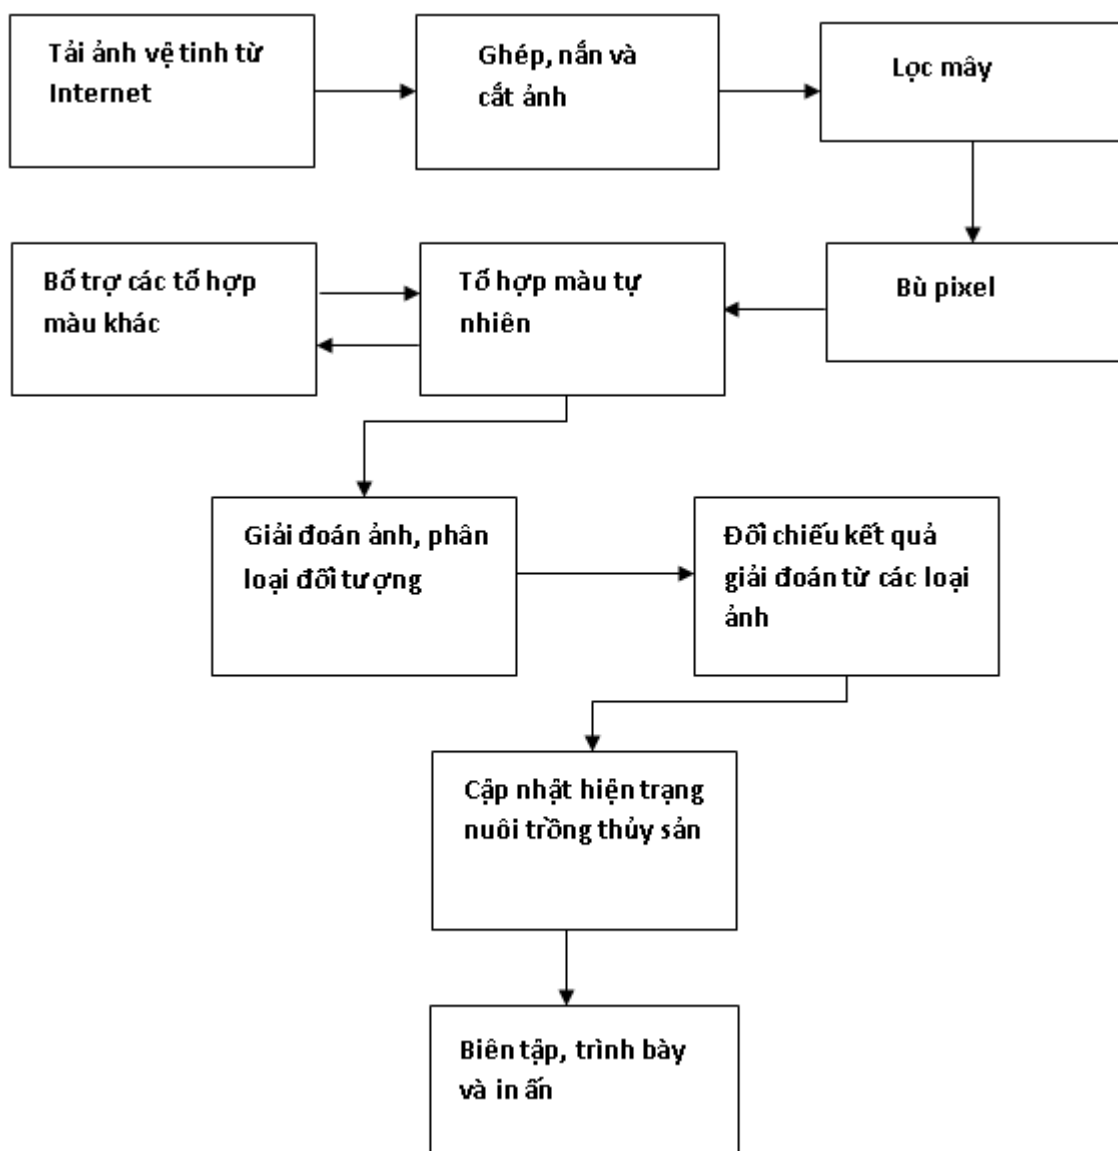 Tải ảnh vệ tinh từ
Internet
Ghép, nắn và
cắt ảnh
Lọc mây
Bổ trợ các tổ hợp
màu khác
Tổ hợp màu tự
nhiên
Bù pixel
Giải đoán ảnh, phân
loại đối tượng
Đối chiếu kết quả
giải đoán từ các loại
ảnh
Cập nhật hiện trạng
nuôi trồng thủy sản
Biên tập, trình bày
và in ấn